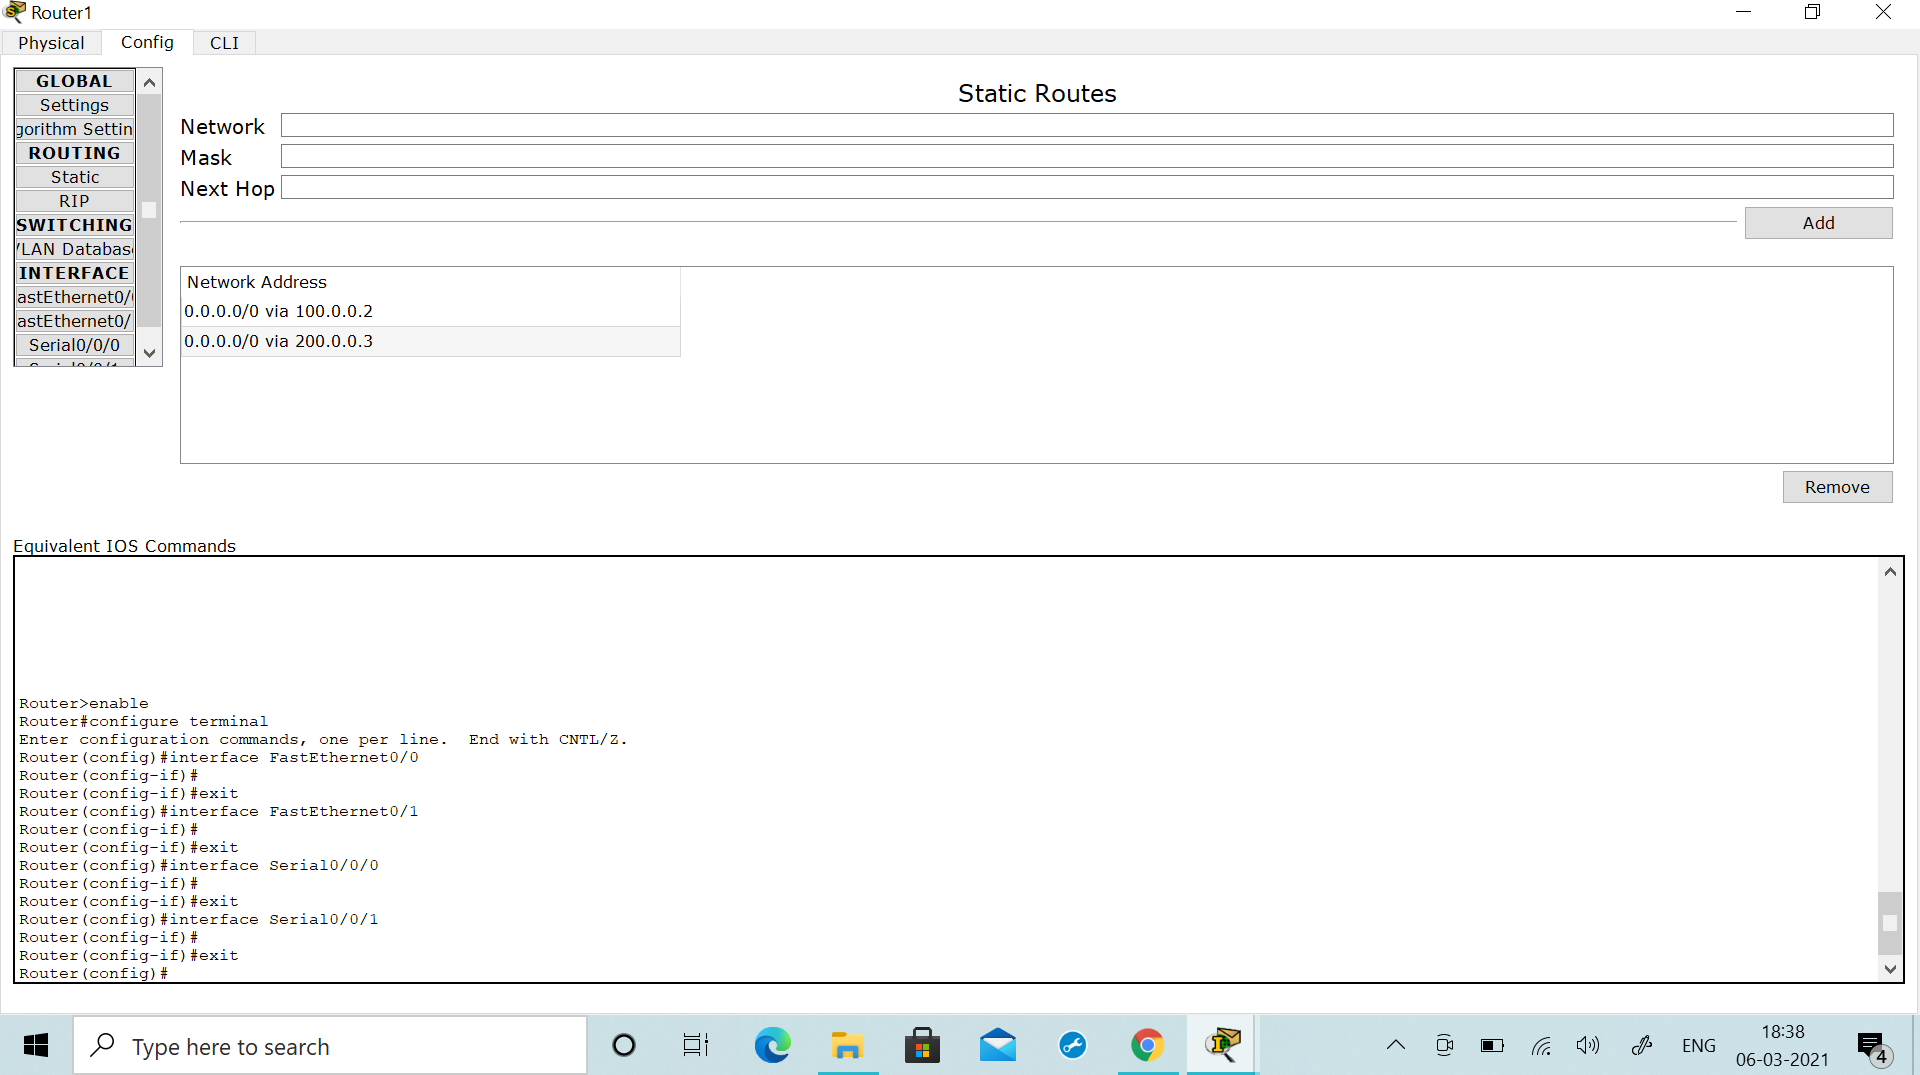 Router1
Physical Config CLI
GLOBAL
Settings
gorithm Settin
ROUTING
Static
RIP
SWITCHING
LAN Databas
INTERFACE
astEthernet0/
astEthernet0/
Serial0/0/0
Static Routes
Network
Mask
Next Hop
Add
Network Address
0.0.0.0/0 via 100.0.0.2
0.0.0.0/0 via 200.0.0.3
Remove
Equivalent IOS Commands
Router>enable
Router#configure terminal
Enter configuration commands, one per line.  End with CNTL/Z.
Router(config)#interface FastEthernet0/0
Router(config-if)#
Router(config-if)#exit
Router(config)#interface FastEthernet0/1
Router(config-if)#
Router(config-if)#exit
Router(config)#interface Serial0/0/0
Router(config-if)#
Router(config-if)#exit
Router(config)#interface Serial0/0/1
Router(config-if)#
Router(config-if)#exit
Router(config)#
Type here to search
ENG
18:38
06-03-2021
4